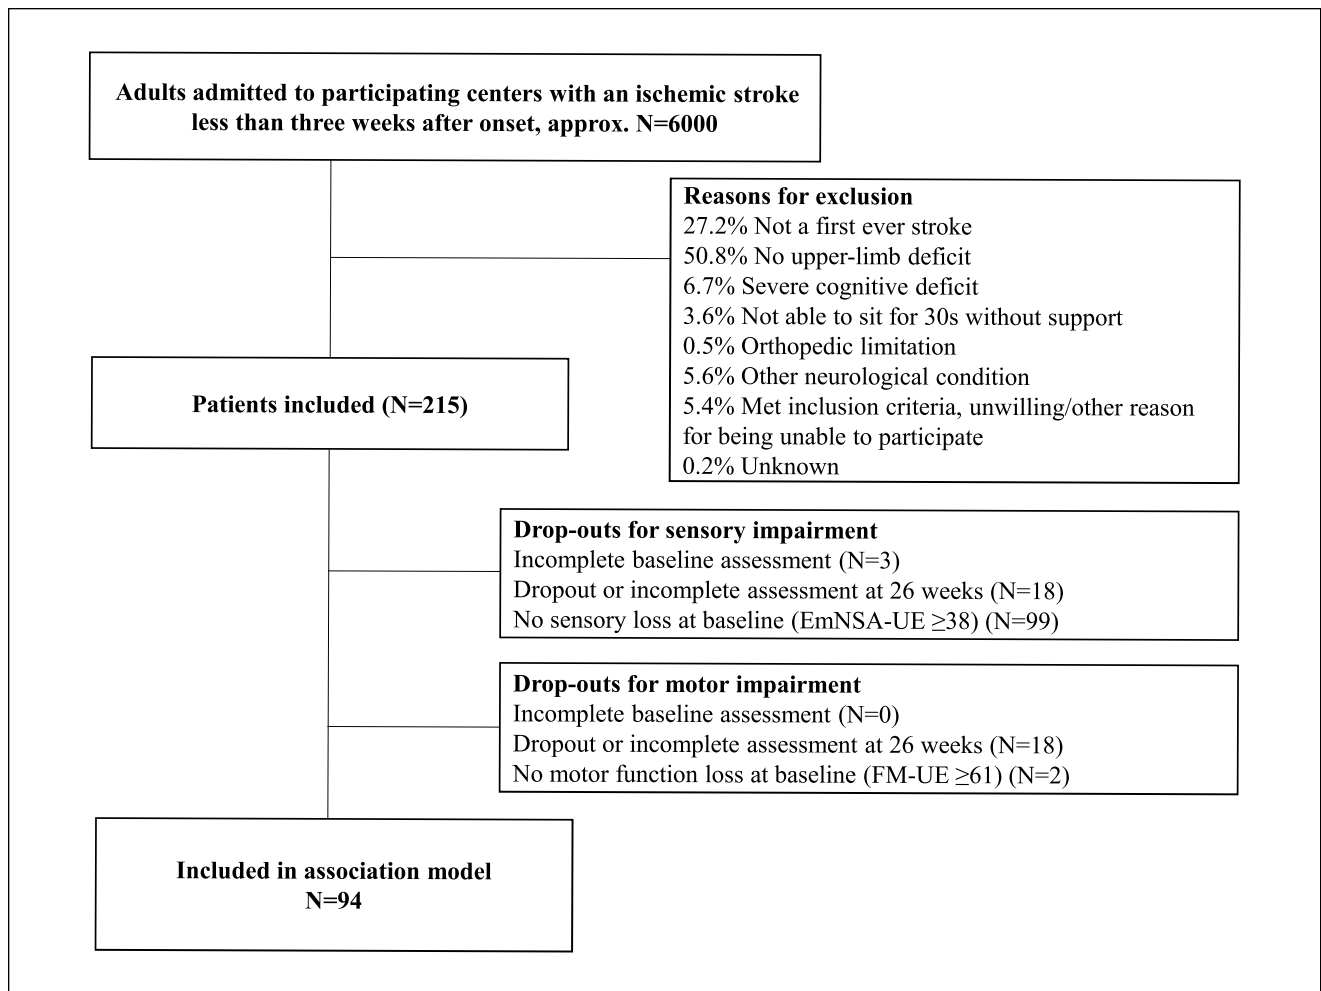 Adults admitted to participating centers with an ischemic stroke
less than three weeks after onset, approx. N=6000
Reasons for exclusion
27.2% Not a first ever stroke
50.8% No upper-limb deficit
6.7% Severe cognitive deficit
3.6% Not able to sit for 30s without support
0.5% Orthopedic limitation
5.6% Other neurological condition
5.4% Met inclusion criteria, unwilling/other reason
for being unable to participate
0.2% Unknown
Patients included (N=215)
Drop-outs for sensory impairment
Incomplete baseline assessment (N=3)
Dropout or incomplete assessment at 26 weeks (N=18)
No sensory loss at baseline (EmNSA-UE ≥38) (N=99)
Drop-outs for motor impairment
Incomplete baseline assessment (N=0)
Dropout or incomplete assessment at 26 weeks (N=18)
No motor function loss at baseline (FM-UE ≥61) (N=2)
Included in association model
N=94